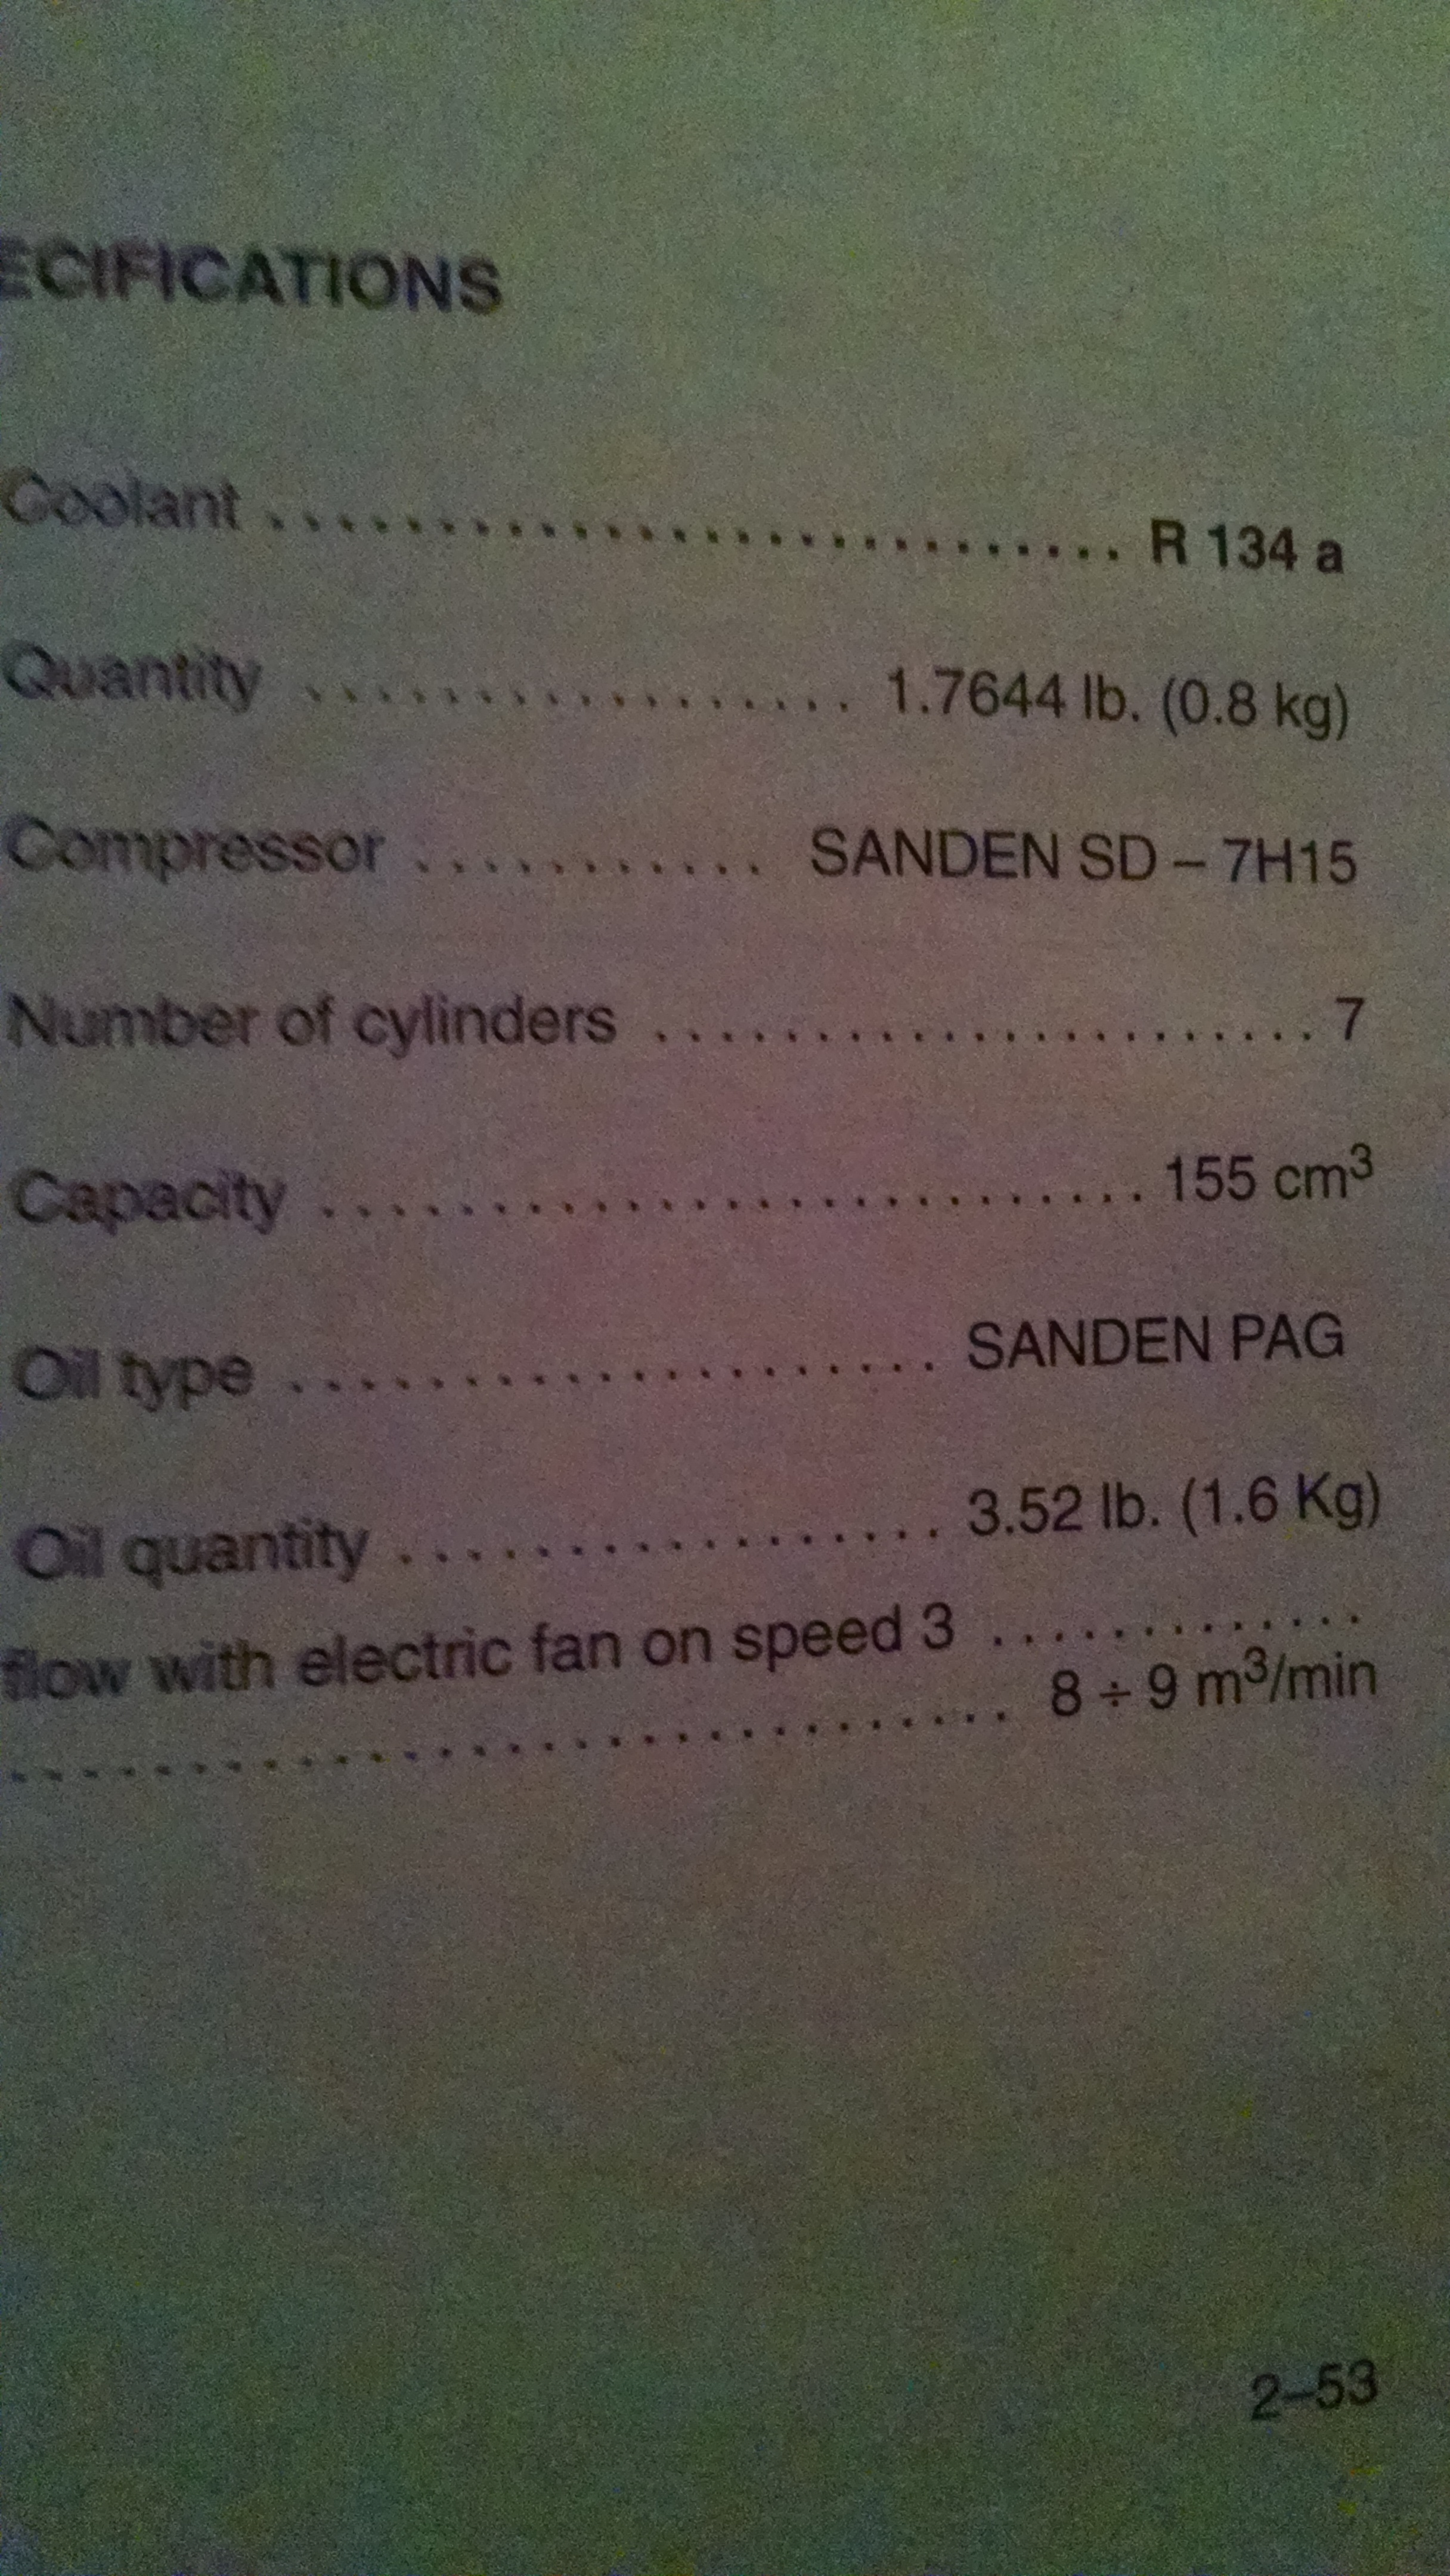 ECIFICATIONS
Coolant .......................... R 134 a
Quantity ................. 1.7644 lb. (0.8 kg)
Compressor ........... SANDEN SD – 7H15
Number of cylinders ..................... 7
Capacity ......................... 155 cm³
Oil type .................... SANDEN PAG
Oil quantity ................. 3.52 lb. (1.6 Kg)
flow with electric fan on speed 3 ............
.............................. 8 ÷ 9 m³/min
2–53